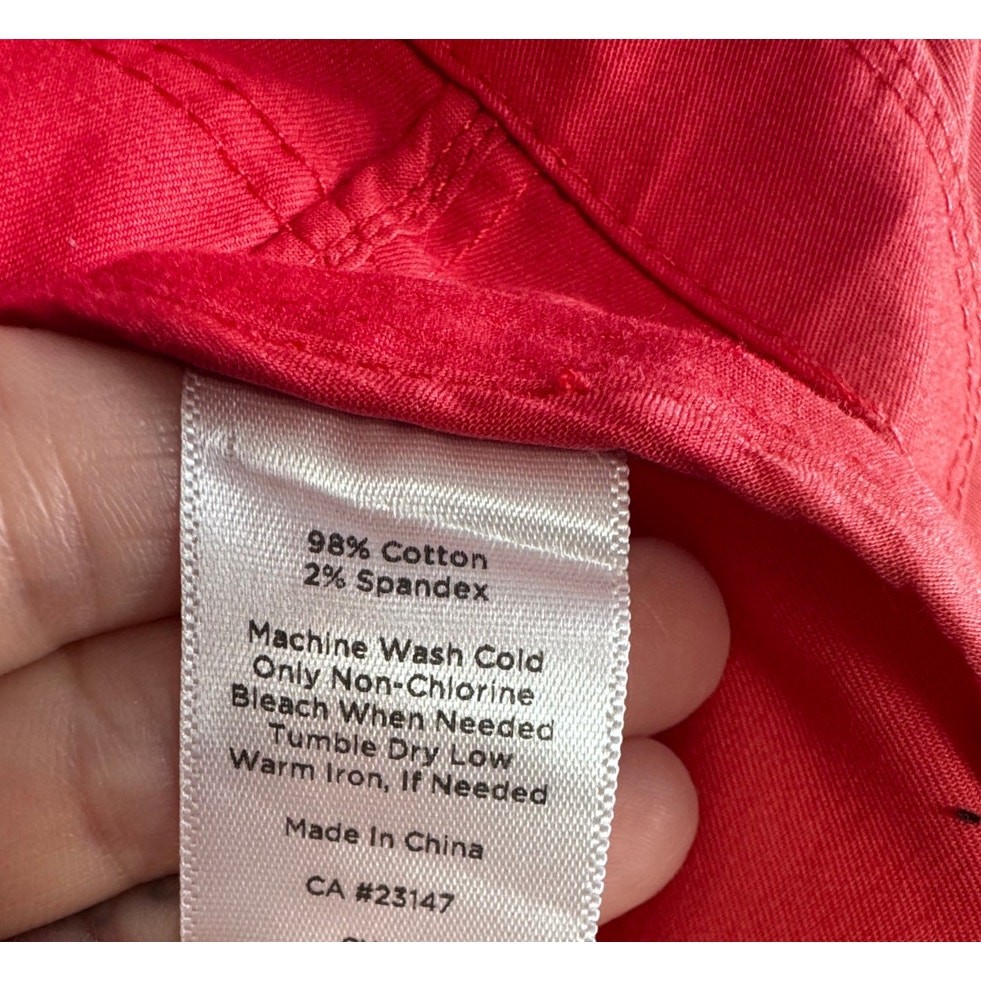 98% Cotton
2% Spandex
Machine Wash Cold
Only Non-Chlorine
Bleach When Needed
Tumble Dry Low
Warm Iron, If Needed
Made In China
CA #23147